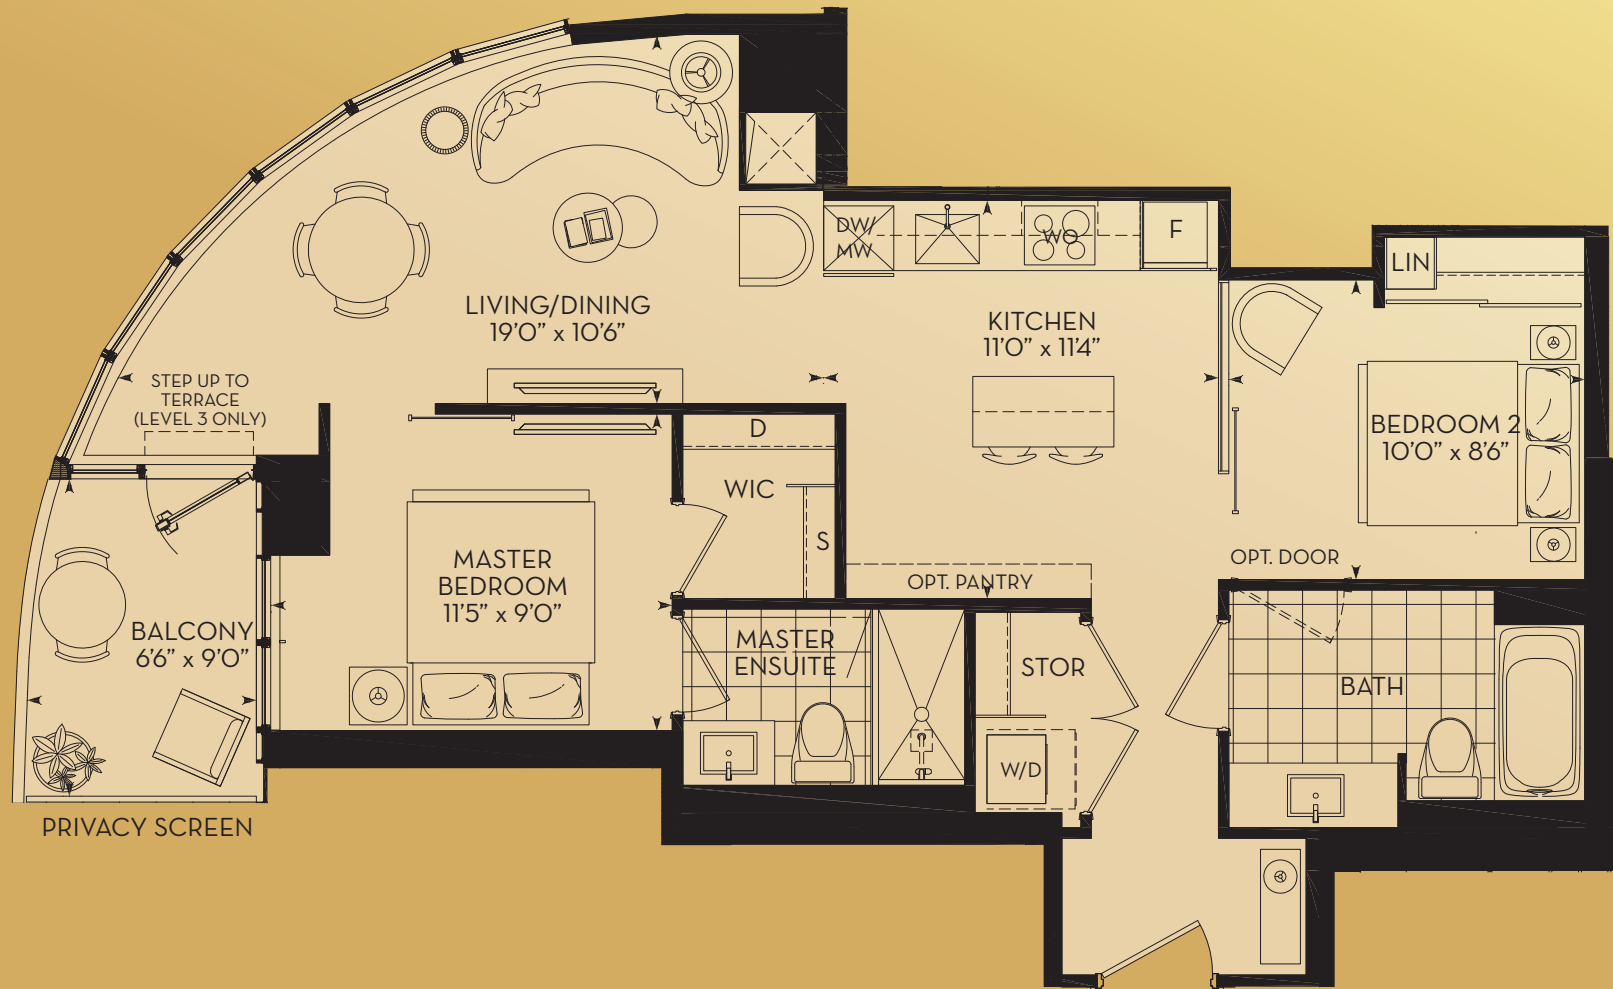 DW/
MW
WO
F
LIN
LIVING/DINING
19'0” x 10'6”
KITCHEN
11'0” x 11'4”
STEP UP TO
TERRACE
(LEVEL 3 ONLY)
BEDROOM 2
10'0” x 8'6”
D
WIC
S
MASTER
BEDROOM
11'5” x 9'0”
OPT. PANTRY
OPT. DOOR
BALCONY
6'6” x 9'0”
MASTER
ENSUITE
STOR
BATH
W/D
PRIVACY SCREEN